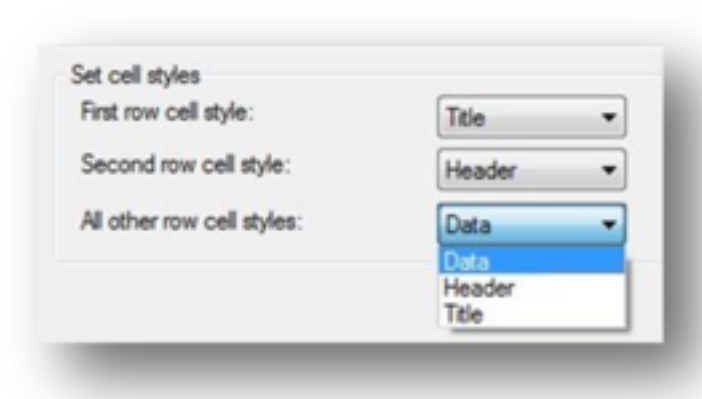 Set cell styles
First row cell style: Title
Second row cell style: Header
All other row cell styles: Data
Data
Header
Title